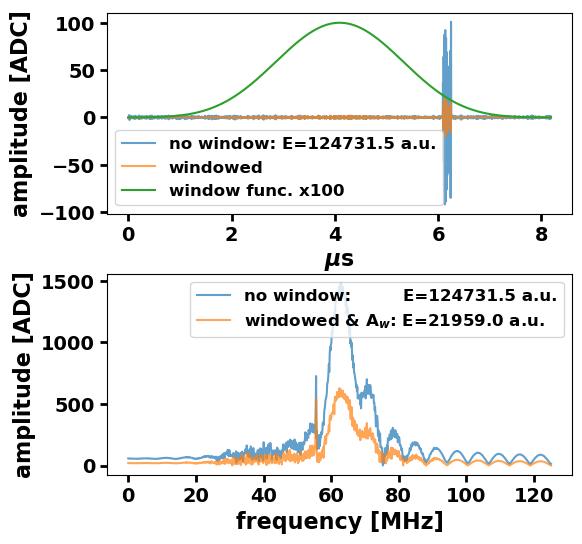 amplitude [ADC]
100
50
0
−50
−100
no window: E=124731.5 a.u.
windowed
window func. x100
0
2
4
6
8
μs
amplitude [ADC]
1500
1000
500
0
no window: E=124731.5 a.u.
windowed & A_w: E=21959.0 a.u.
0
20
40
60
80
100
120
frequency [MHz]